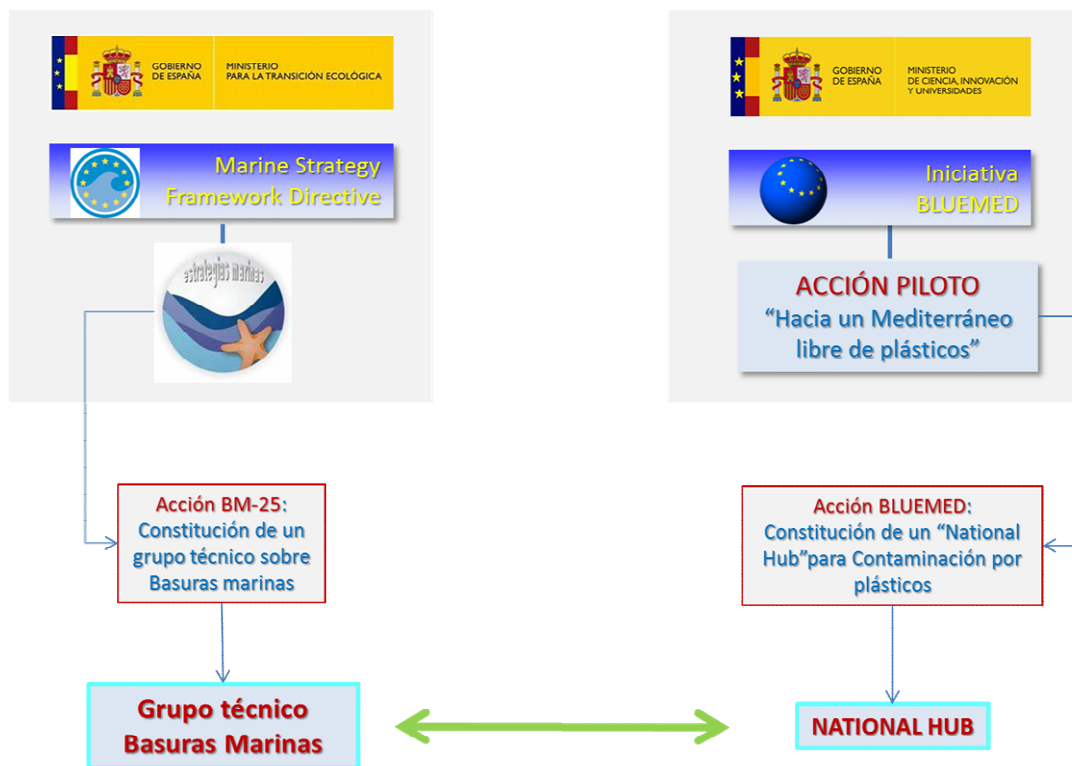 GOBIERNO
DE ESPAÑA
MINISTERIO
PARA LA TRANSICIÓN ECOLÓGICA
Marine Strategy
Framework Directive
estrategias marinas
Acción BM-25:
Constitución de un
grupo técnico sobre
Basuras marinas
Grupo técnico
Basuras Marinas
GOBIERNO
DE ESPAÑA
MINISTERIO
DE CIENCIA, INNOVACIÓN
Y UNIVERSIDADES
Iniciativa
BLUEMED
ACCIÓN PILOTO
“Hacia un Mediterráneo
libre de plásticos”
Acción BLUEMED:
Constitución de un “National
Hub”para Contaminación por
plásticos
NATIONAL HUB